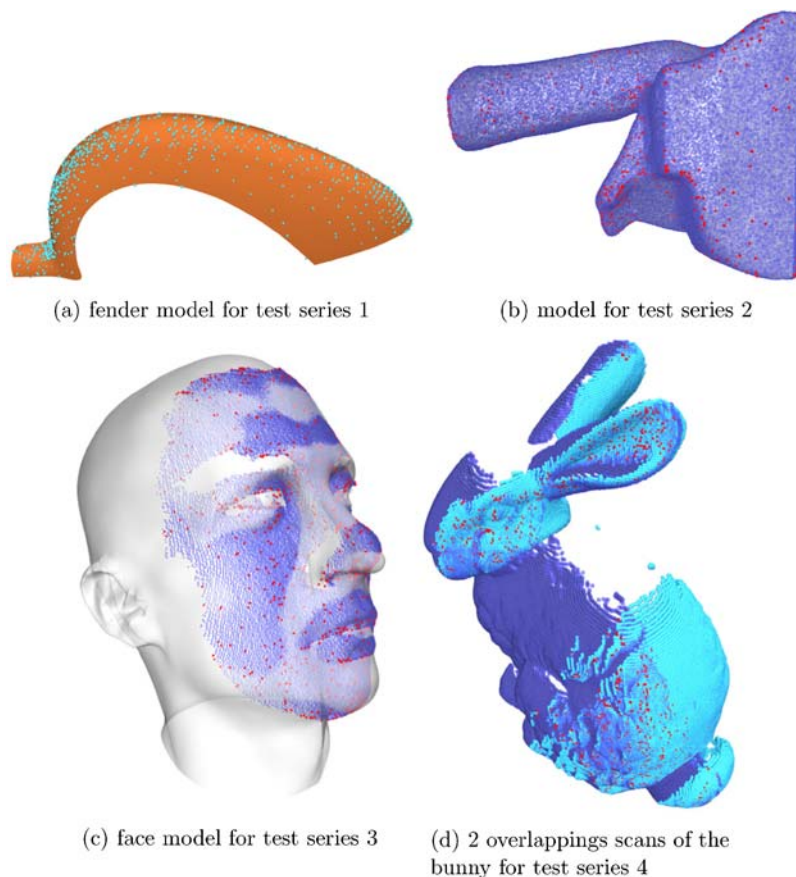 (a) fender model for test series 1
(b) model for test series 2
(c) face model for test series 3
(d) 2 overlappings scans of the
bunny for test series 4